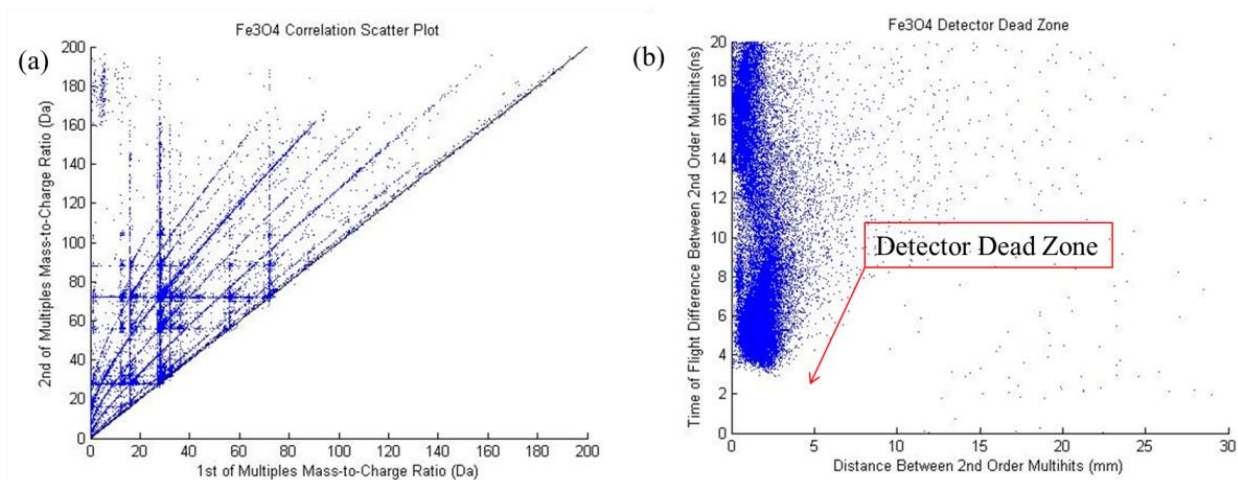 (a)
Fe3O4 Correlation Scatter Plot
2nd of Multiples Mass-to-Charge Ratio (Da)
200
180
160
140
120
100
80
60
40
20
0
0 20 40 60 80 100 120 140 160 180 200
1st of Multiples Mass-to-Charge Ratio (Da)
(b)
Fe3O4 Detector Dead Zone
Time of Flight Difference Between 2nd Order Multihits(ns)
20
18
16
14
12
10
8
6
4
2
0
Detector Dead Zone
0 5 10 15 20 25 30
Distance Between 2nd Order Multihits (mm)